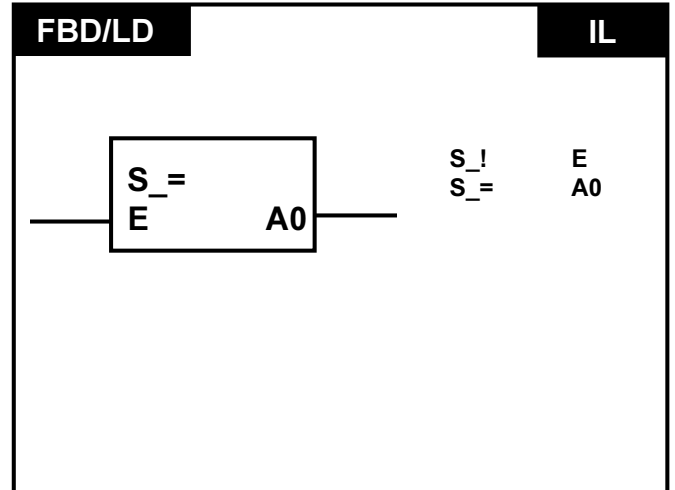 FBD/LD IL
S_=
E A0
S_! E
S_= A0